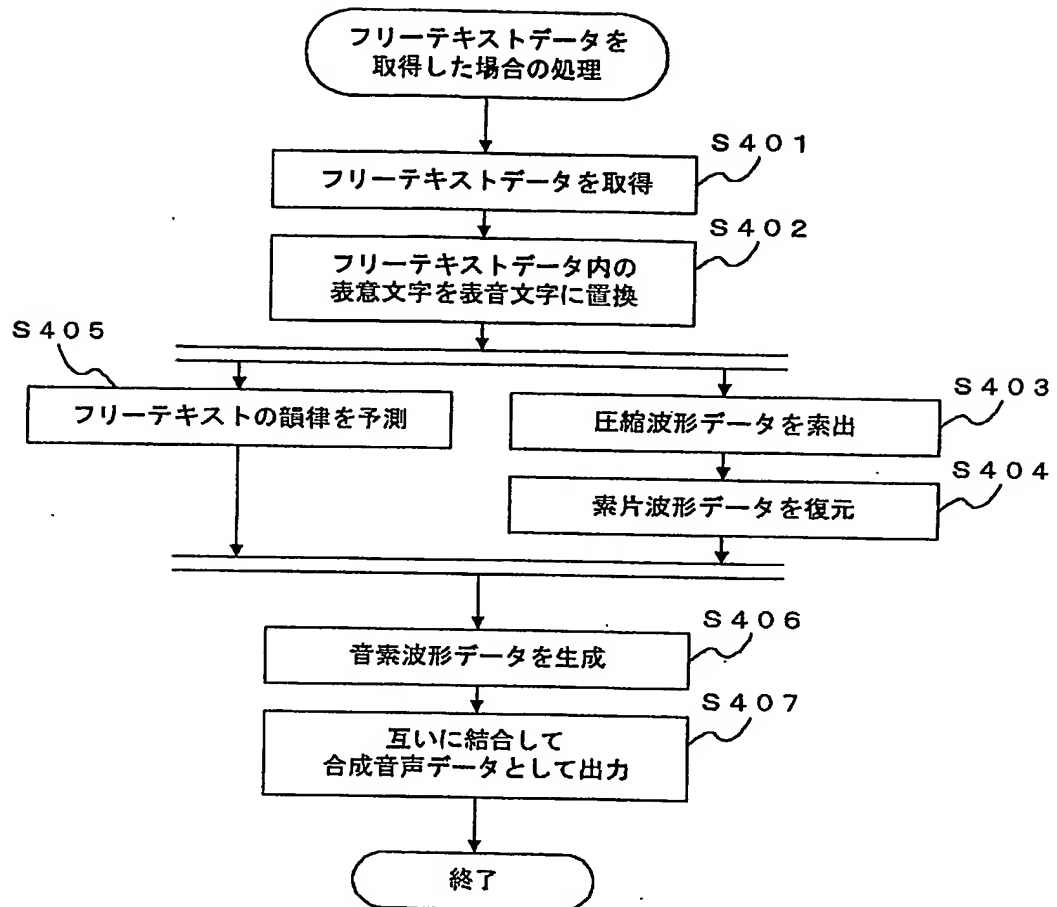 フリーテキストデータを
取得した場合の処理
S401
フリーテキストデータを取得
S402
フリーテキストデータ内の
表意文字を表音文字に置換
S405
フリーテキストの韻律を予測
S403
圧縮波形データを索出
S404
素片波形データを復元
S406
音素波形データを生成
S407
互いに結合して
合成音声データとして出力
終了